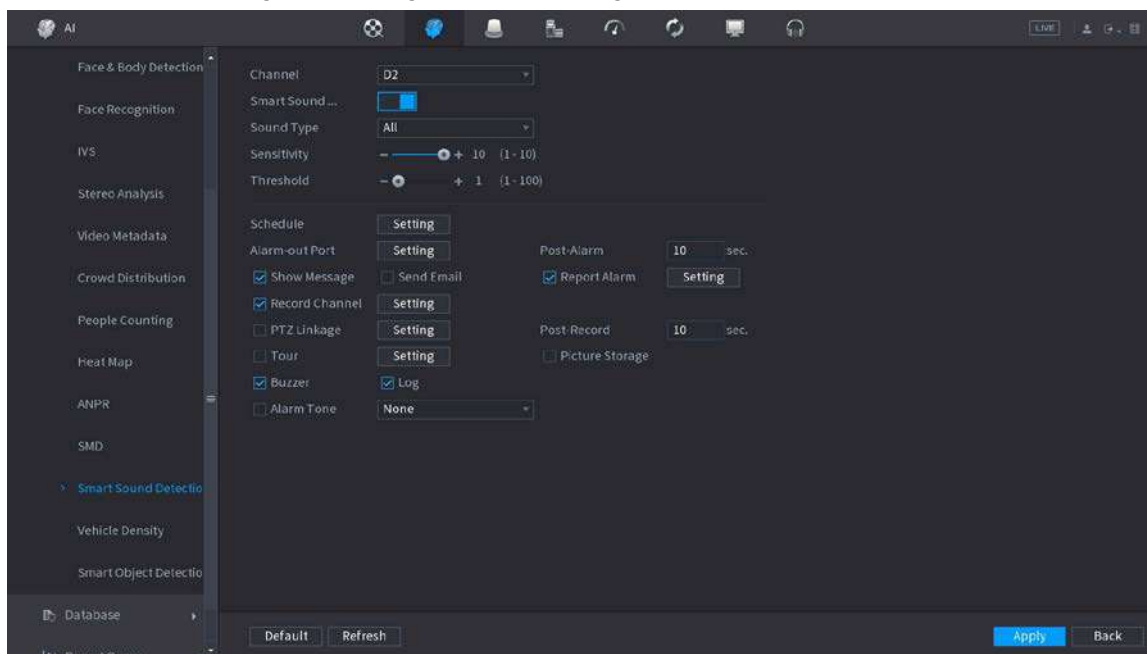 AI
LIVE
Face & Body Detection
Face Recognition
IVS
Stereo Analysis
Video Metadata
Crowd Distribution
People Counting
Heat Map
ANPR
SMD
Smart Sound Detectio
Vehicle Density
Smart Object Detectio
Database
Channel D2
Smart Sound ...
Sound Type All
Sensitivity - + 10 (1-10)
Threshold - + 1 (1-100)
Schedule Setting
Alarm-out Port Setting Post-Alarm 10 sec.
Show Message Send Email Report Alarm Setting
Record Channel Setting
PTZ Linkage Setting Post-Record 10 sec.
Tour Setting Picture Storage
Buzzer Log
Alarm Tone None
Default Refresh Apply Back